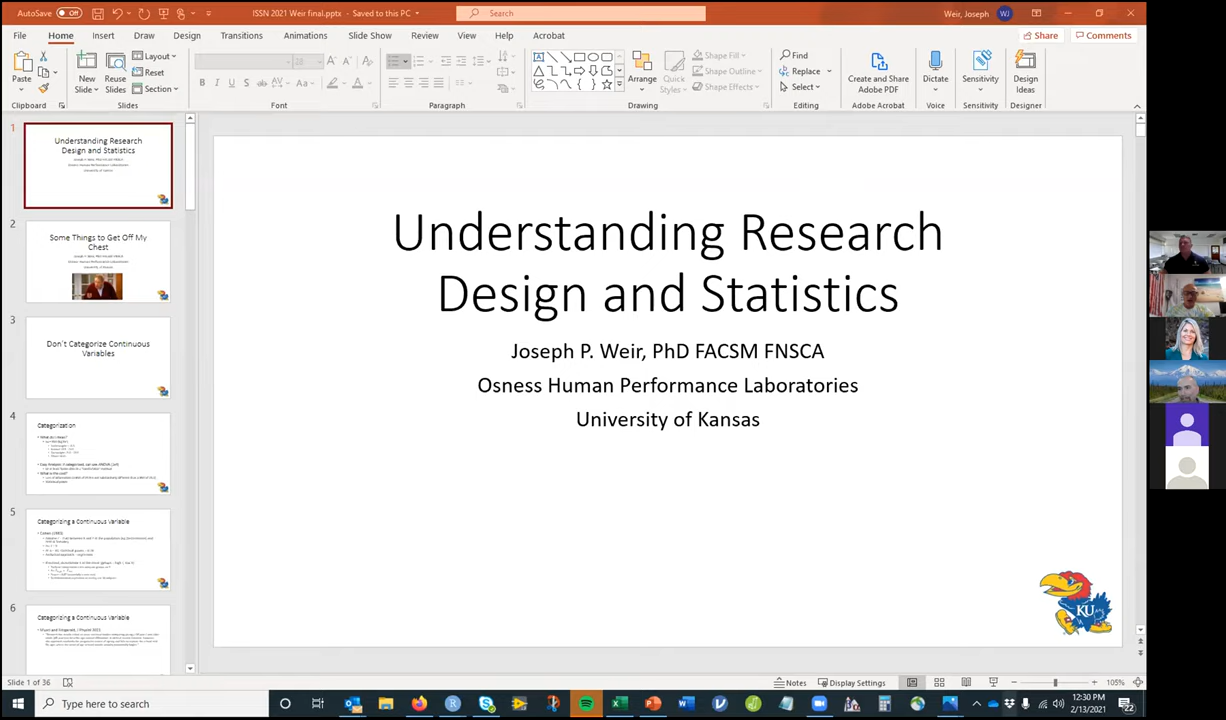 AutoSave
Off
ISSN 2021 Weir final.pptx - Saved to this PC
Search
Weir, Joseph
WJ
File
Home
Insert
Draw
Design
Transitions
Animations
Slide Show
Review
View
Help
Acrobat
Share
Comments
Paste
New Slides
Reuse Slides
Layout
Reset
Section
28
Arrange
Quick Styles
Shape Fill
Shape Outline
Shape Effects
Find
Replace
Select
Create and Share Adobe PDF
Dictate
Sensitivity
Design Ideas
Clipboard
Slides
Font
Paragraph
Drawing
Editing
Adobe Acrobat
Voice
Sensitivity
Designer
1
Understanding Research
Design and Statistics
2
Some Things to Get Off My
Chest
3
Don't Categorize Continuous
Variables
4
Categorization
5
Categorizing a Continuous Variable
6
Categorizing a Continuous Variable
Understanding Research
Design and Statistics
Joseph P. Weir, PhD FACSM FNSCA
Osness Human Performance Laboratories
University of Kansas
KU
Slide 1 of 36
Notes
Display Settings
105%
Type here to search
12:30 PM
2/13/2021
22